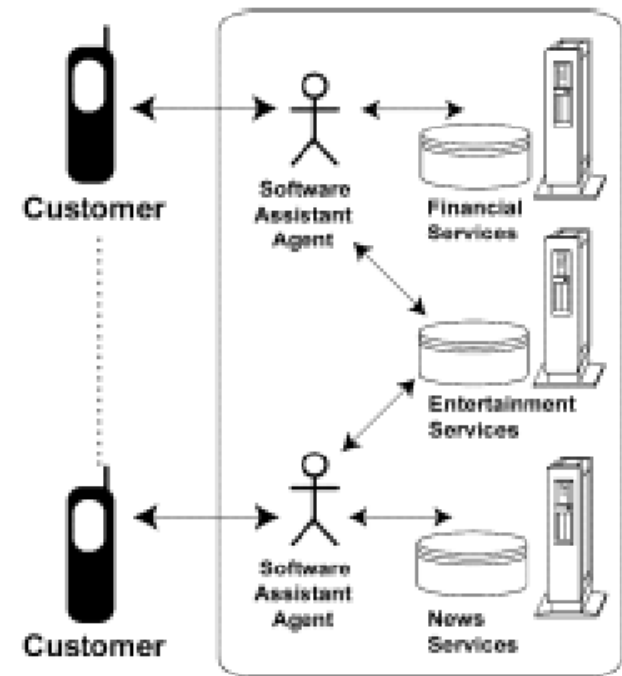 Customer
Software
Assistant
Agent
Financial
Services
Entertainment
Services
Customer
Software
Assistant
Agent
News
Services